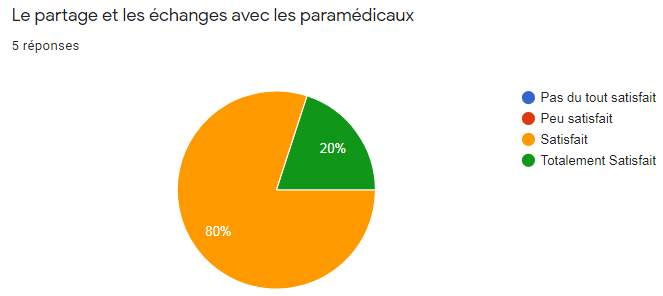 Le partage et les échanges avec les paramédicaux
5 réponses
Pas du tout satisfait
Peu satisfait
Satisfait
Totalement Satisfait
20%
80%